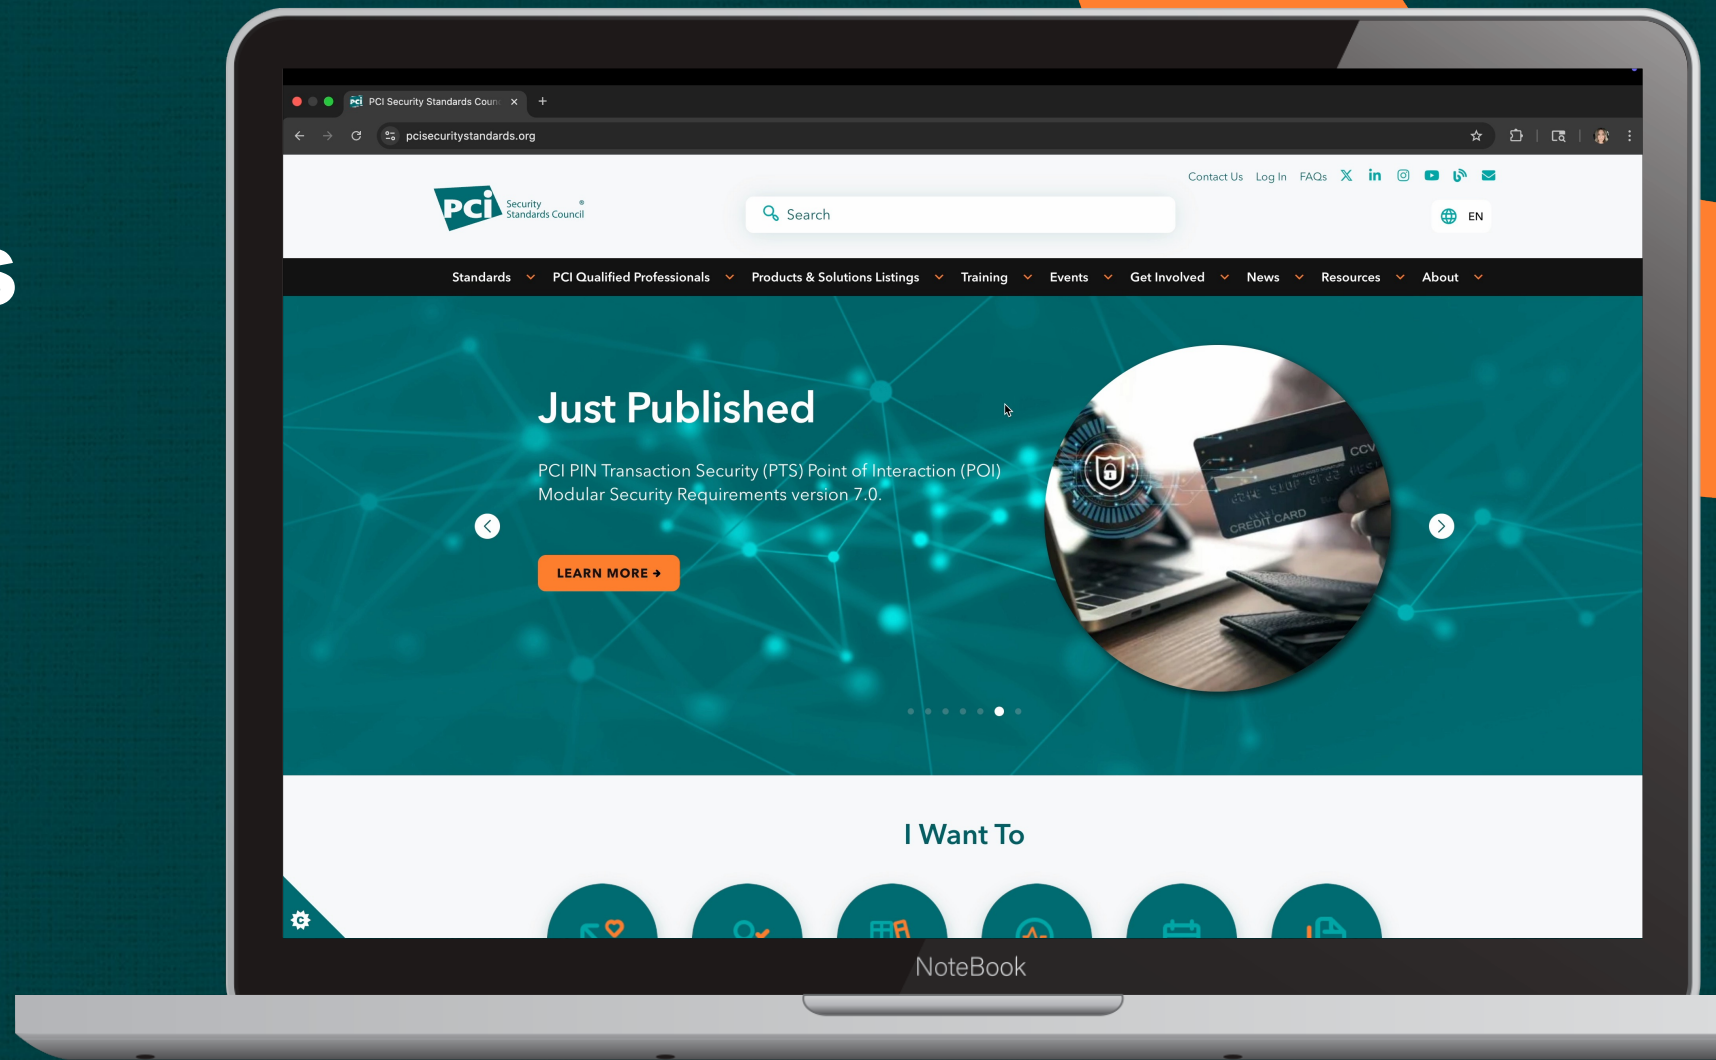 s
PCI Security Standards Coun
pcisecuritystandards.org
Contact Us Log In FAQs
PCI Security Standards Council ®
Search
EN
Standards PCI Qualified Professionals Products & Solutions Listings Training Events Get Involved News Resources About
Just Published
PCI PIN Transaction Security (PTS) Point of Interaction (POI)
Modular Security Requirements version 7.0.
LEARN MORE →
CCV
CREDIT CARD
I Want To
NoteBook